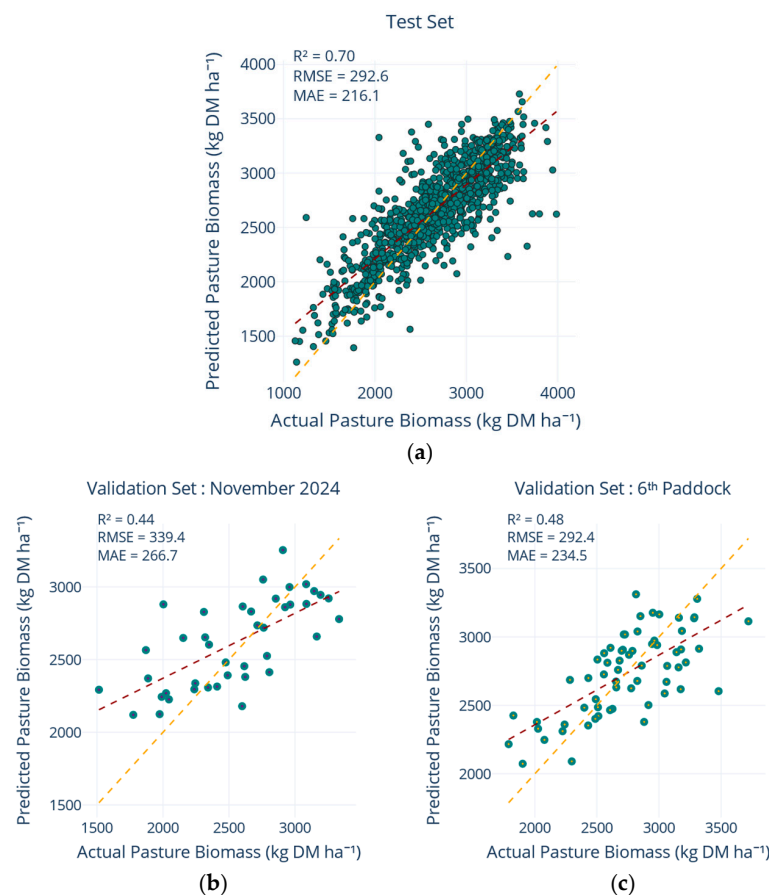 Test Set
R² = 0.70
RMSE = 292.6
MAE = 216.1
Predicted Pasture Biomass (kg DM ha⁻¹)
4000
3500
3000
2500
2000
1500
1000
2000
3000
4000
Actual Pasture Biomass (kg DM ha⁻¹)
(a)
Validation Set : November 2024
R² = 0.44
RMSE = 339.4
MAE = 266.7
Predicted Pasture Biomass (kg DM ha⁻¹)
3000
2500
2000
1500
1500
2000
2500
3000
Actual Pasture Biomass (kg DM ha⁻¹)
(b)
Validation Set : 6ᵗʰ Paddock
R² = 0.48
RMSE = 292.4
MAE = 234.5
Predicted Pasture Biomass (kg DM ha⁻¹)
3500
3000
2500
2000
2000
2500
3000
3500
Actual Pasture Biomass (kg DM ha⁻¹)
(c)